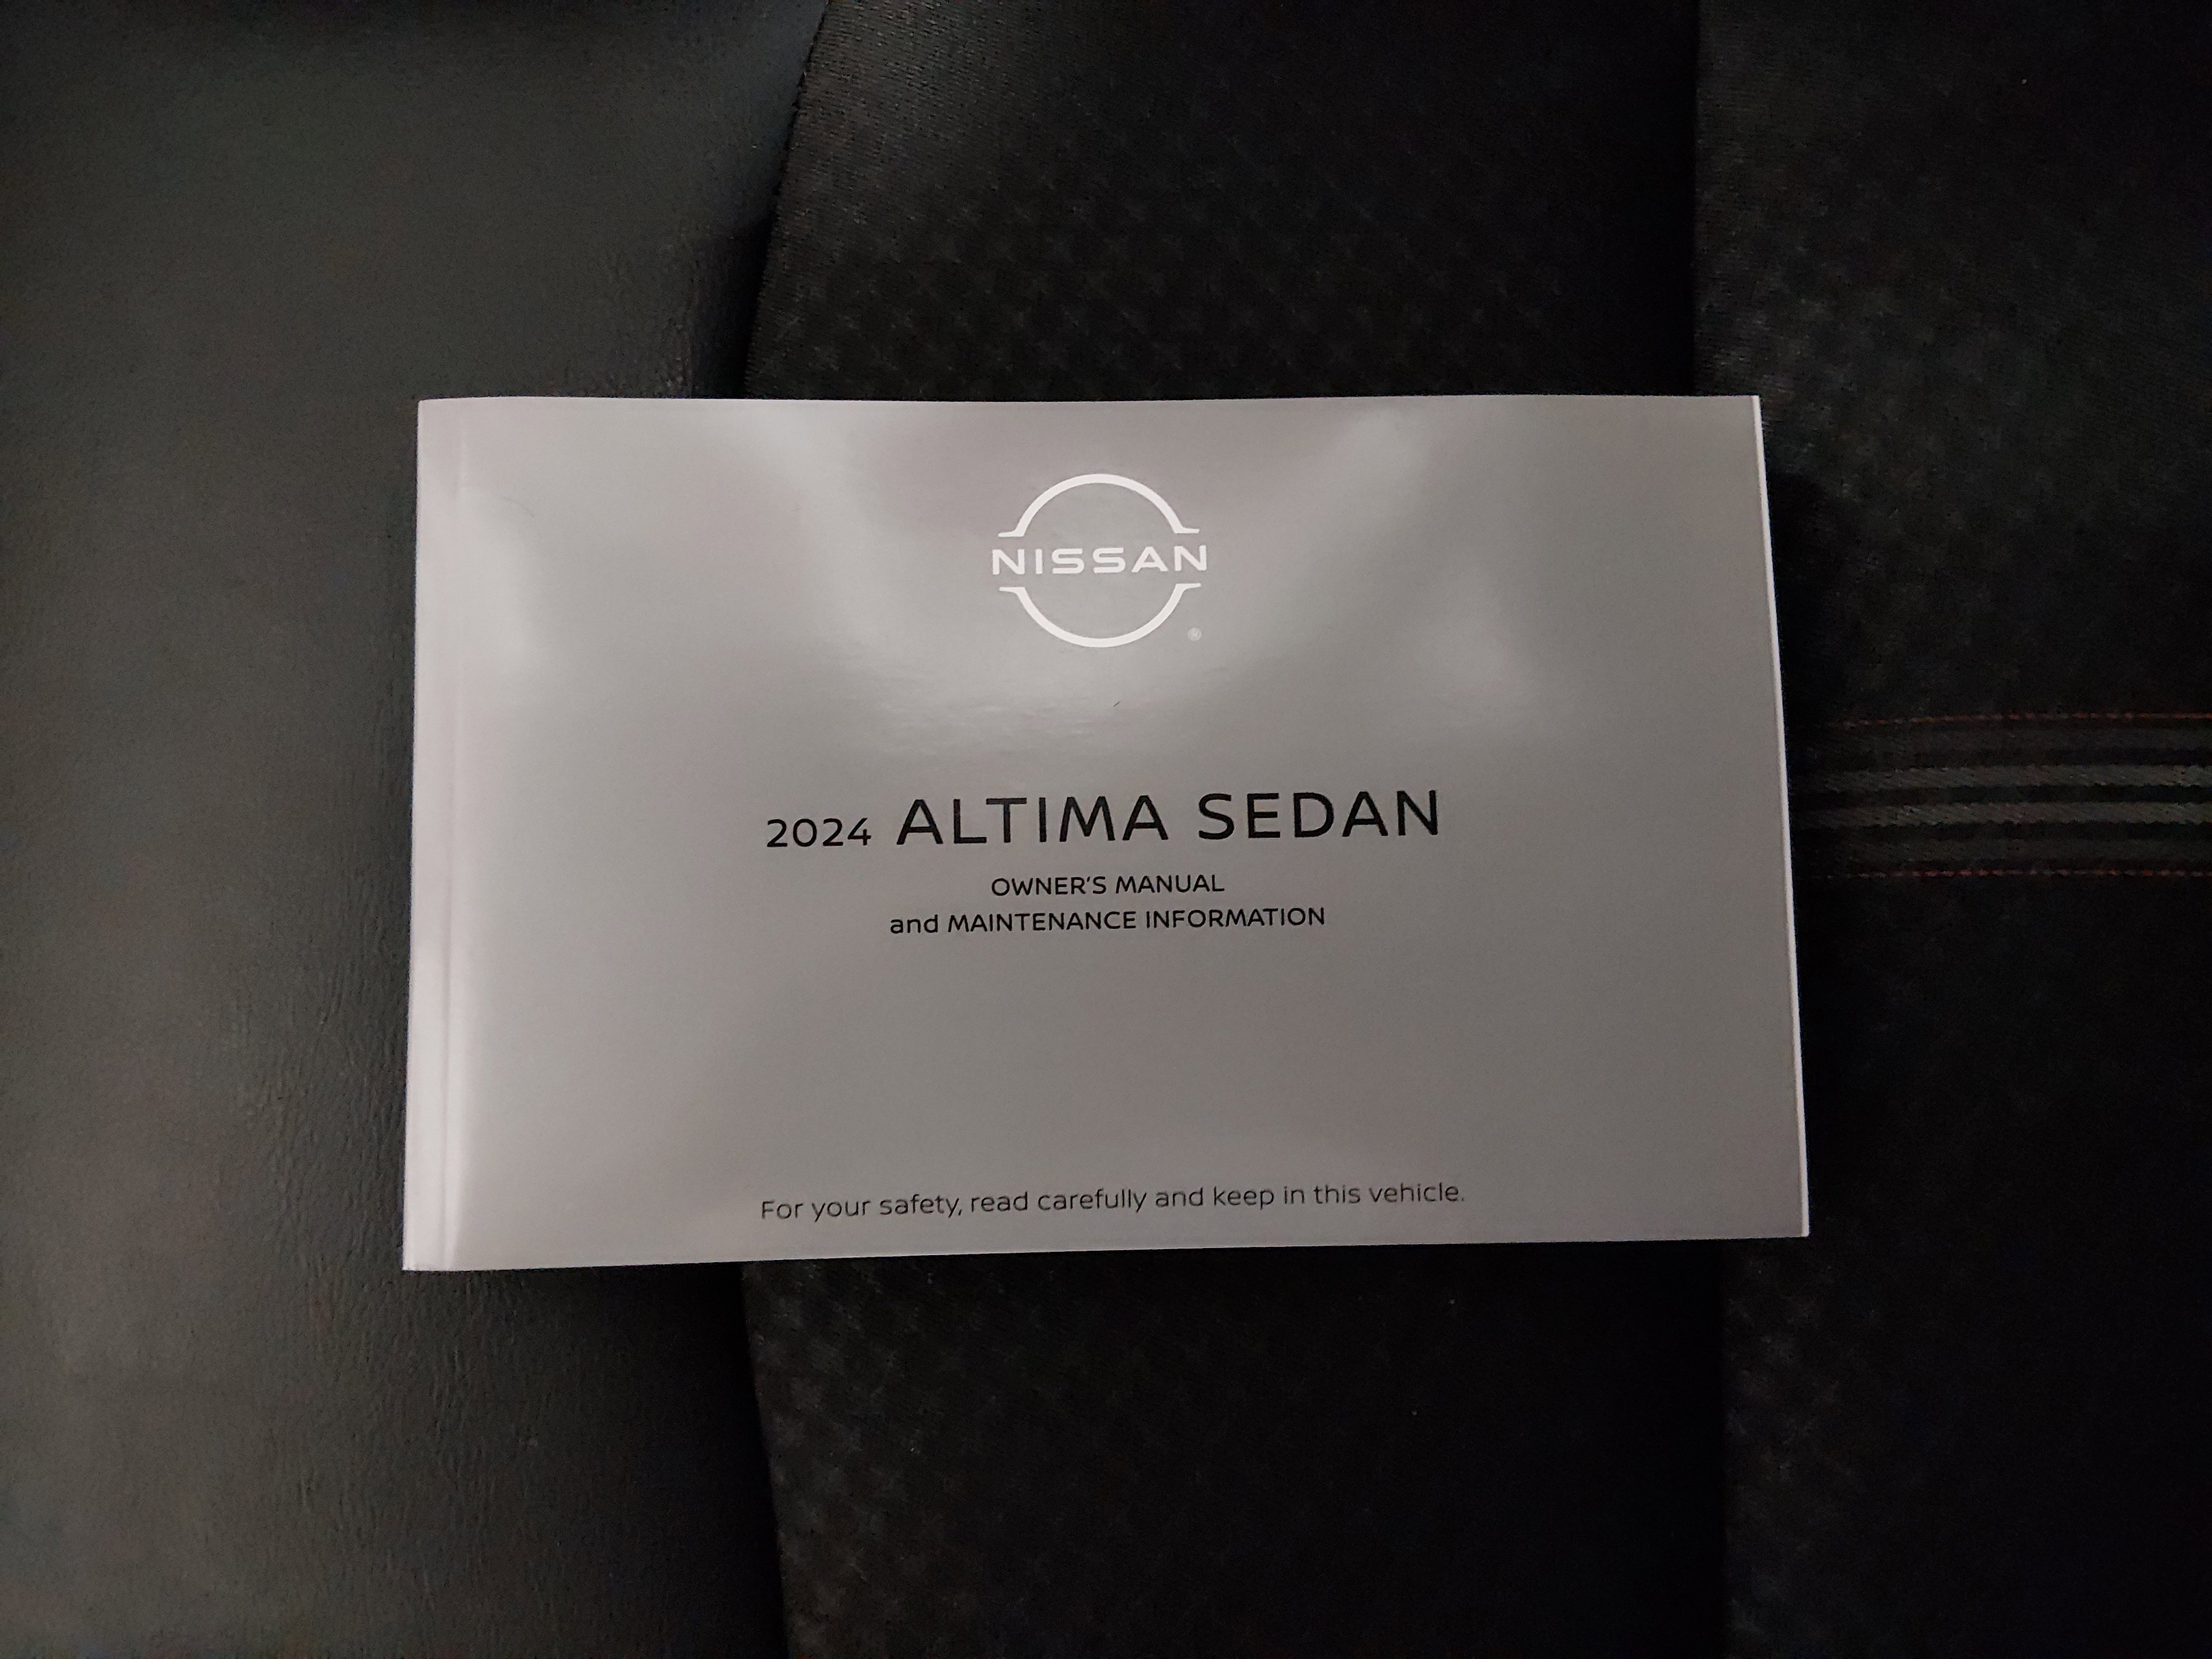 NISSAN
®
2024 ALTIMA SEDAN
OWNER'S MANUAL
and MAINTENANCE INFORMATION
For your safety, read carefully and keep in this vehicle.